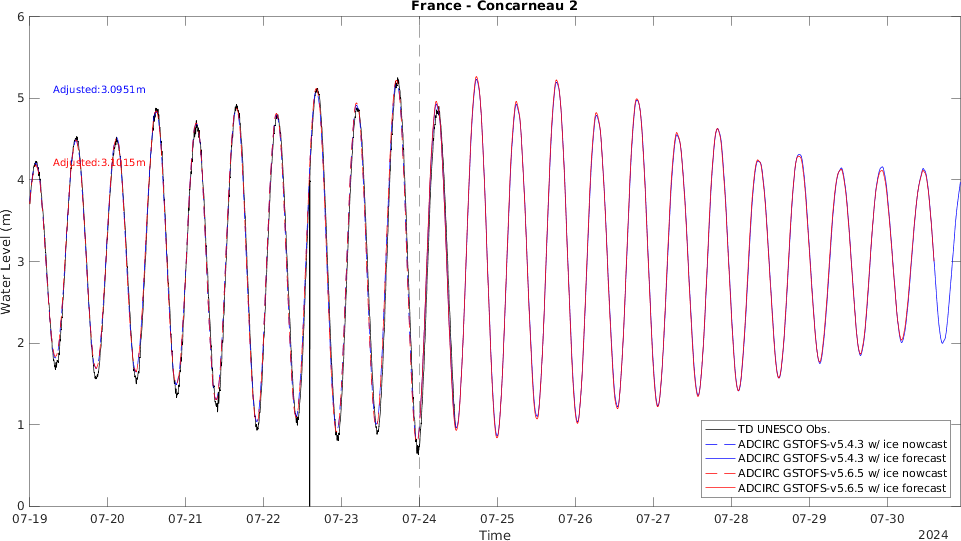 France - Concarneau 2
6
5
4
3
2
1
0
Water Level (m)
Adjusted:3.0951m
Adjusted:3.1015m
TD UNESCO Obs.
ADCIRC GSTOFS-v5.4.3 w/ ice nowcast
ADCIRC GSTOFS-v5.4.3 w/ ice forecast
ADCIRC GSTOFS-v5.6.5 w/ ice nowcast
ADCIRC GSTOFS-v5.6.5 w/ ice forecast
07-19 07-20 07-21 07-22 07-23 07-24 07-25 07-26 07-27 07-28 07-29 07-30
Time
2024